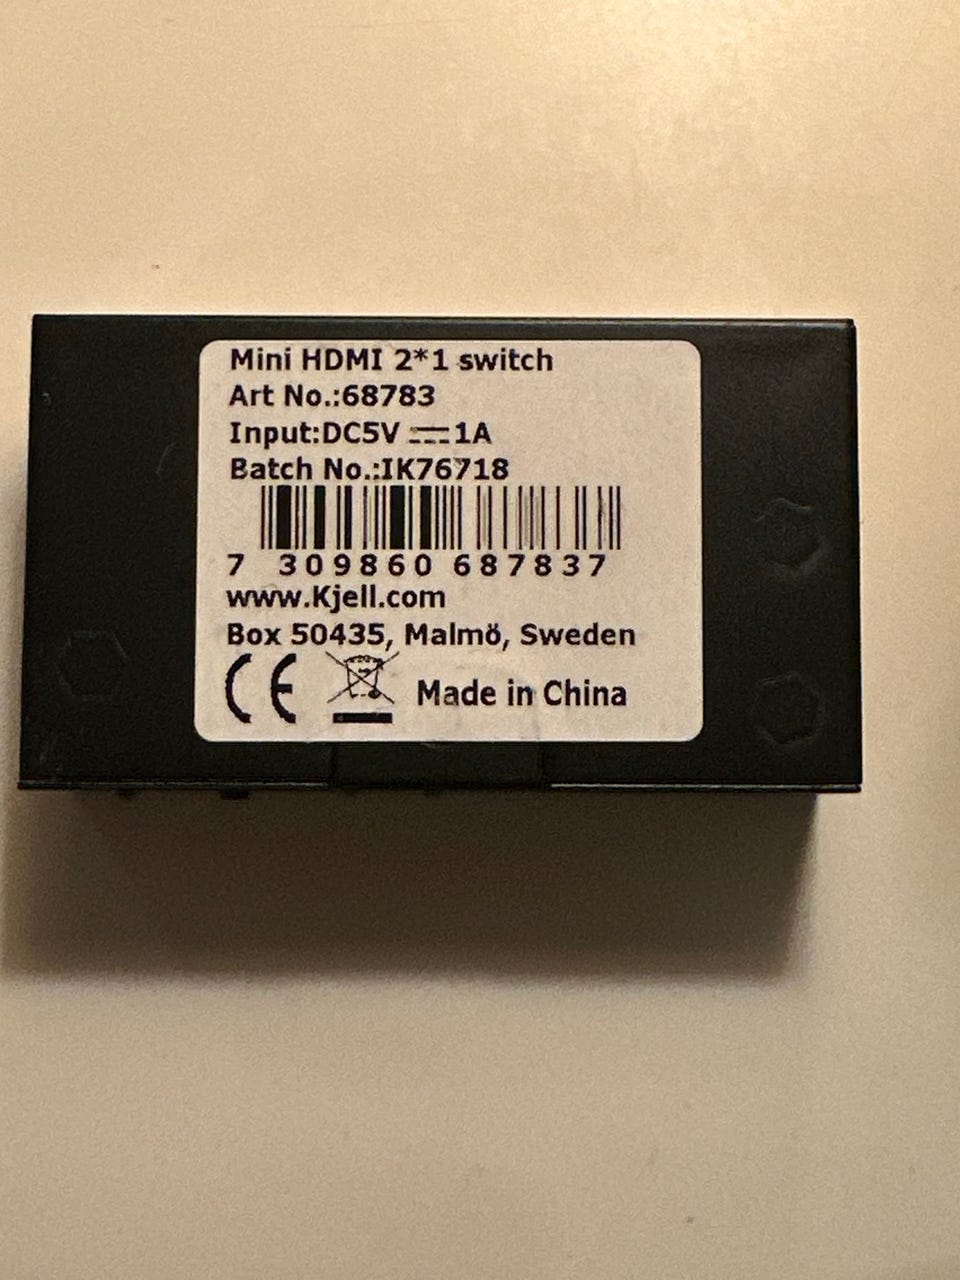 Mini HDMI 2*1 switch
Art No.:68783
Input:DC5V ⎓1A
Batch No.:IK76718
7 309860 687837
www.Kjell.com
Box 50435, Malmö, Sweden
CE Made in China